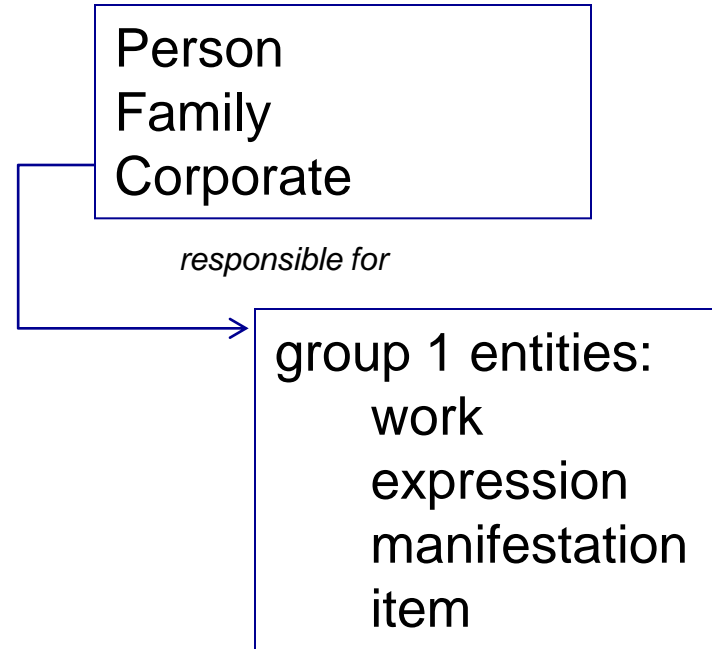 Person
Family
Corporate
responsible for
group 1 entities:
work
expression
manifestation
item